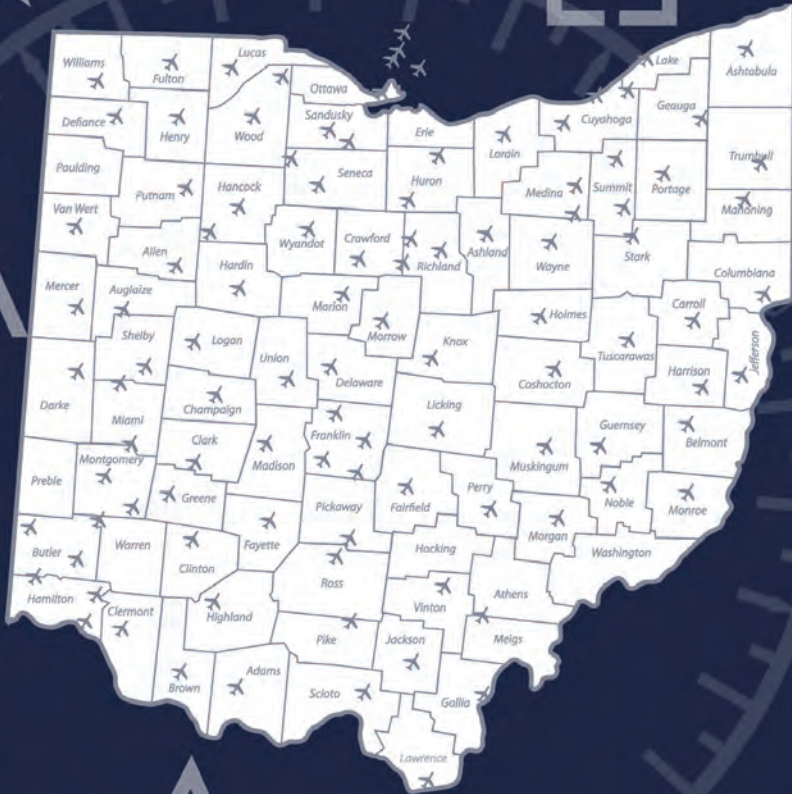 Williams
Fulton
Lucas
Ottawa
Lake
Ashtabula
Defiance
Henry
Wood
Sandusky
Erie
Lorain
Cuyahoga
Geauga
Trumbull
Paulding
Putnam
Hancock
Seneca
Huron
Medina
Summit
Portage
Mahoning
Van Wert
Allen
Wyandot
Crawford
Richland
Ashland
Wayne
Stark
Columbiana
Mercer
Auglaize
Hardin
Marion
Morrow
Holmes
Carroll
Jefferson
Shelby
Logan
Union
Delaware
Knox
Coshocton
Tuscarawas
Harrison
Darke
Miami
Champaign
Clark
Madison
Franklin
Licking
Muskingum
Guernsey
Belmont
Preble
Montgomery
Greene
Pickaway
Fairfield
Perry
Noble
Monroe
Butler
Warren
Clinton
Fayette
Hocking
Morgan
Washington
Hamilton
Clermont
Highland
Ross
Vinton
Athens
Brown
Adams
Pike
Jackson
Meigs
Scioto
Gallia
Lawrence